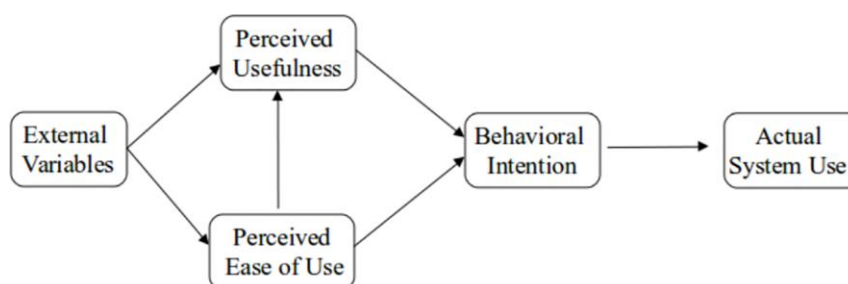 Perceived
Usefulness
External
Variables
Behavioral
Intention
Actual
System Use
Perceived
Ease of Use